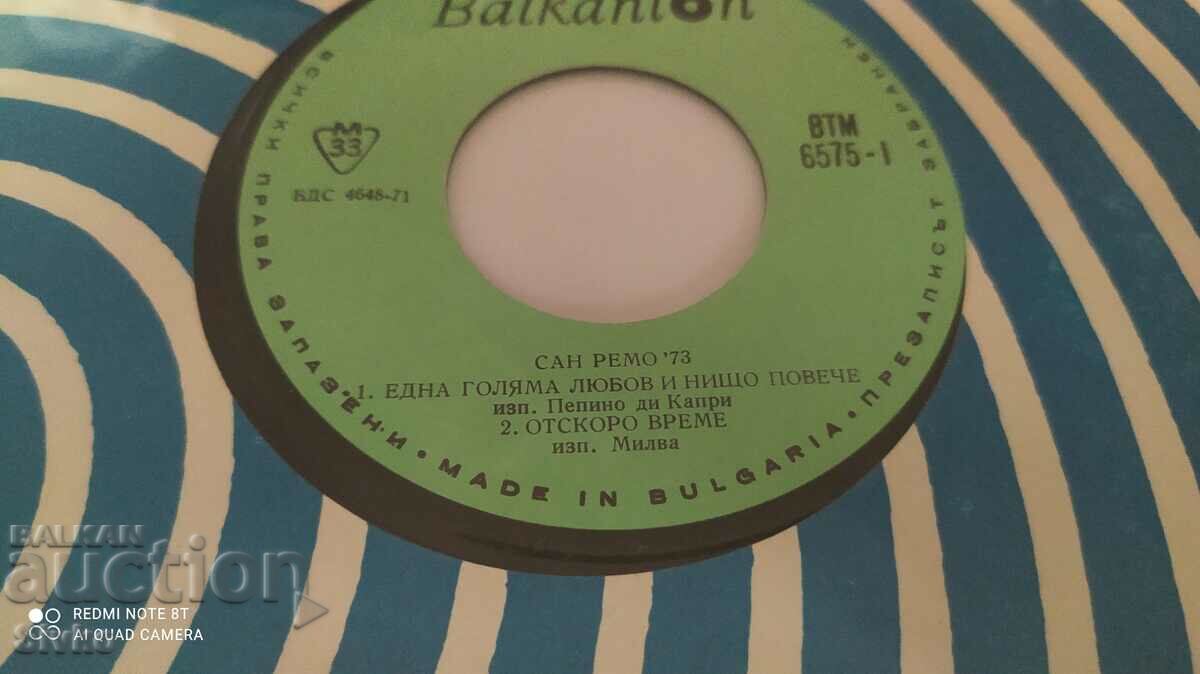 Balkanton
M
33
БДС 4648-71
ВТМ
6575-1
САН РЕМО '73
1. ЕДНА ГОЛЯМА ЛЮБОВ И НИЩО ПОВЕЧЕ
изп. Пепино ди Капри
2. ОТСКОРО ВРЕМЕ
изп. Милва
ВСИЧКИ ПРАВА ЗАПАЗЕНИ • MADE IN BULGARIA • ПРЕЗАПИСЪТ ЗАБРАНЕН
BALKAN
auction
REDMI NOTE 8T
AI QUAD CAMERA